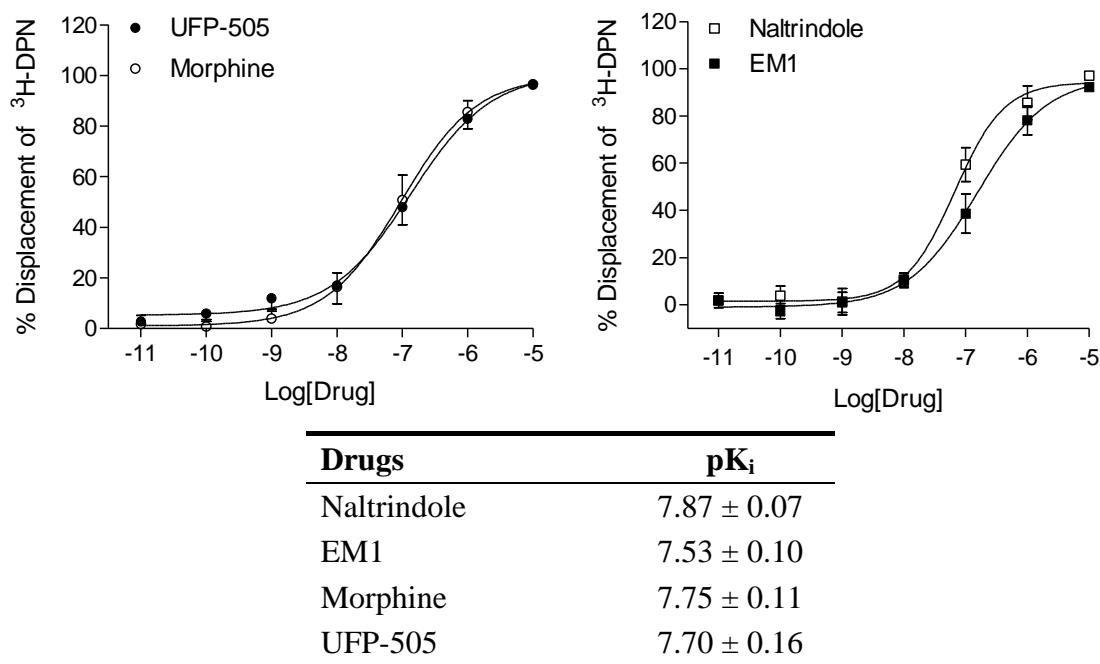 UFP-505
Morphine
% Displacement of ³H-DPN
120
100
80
60
40
20
0
-11 -10 -9 -8 -7 -6 -5
Log[Drug]
Naltrindole
EM1
% Displacement of ³H-DPN
120
100
80
60
40
20
0
-11 -10 -9 -8 -7 -6 -5
Log[Drug]
Drugs pKᵢ
Naltrindole 7.87 ± 0.07
EM1 7.53 ± 0.10
Morphine 7.75 ± 0.11
UFP-505 7.70 ± 0.16